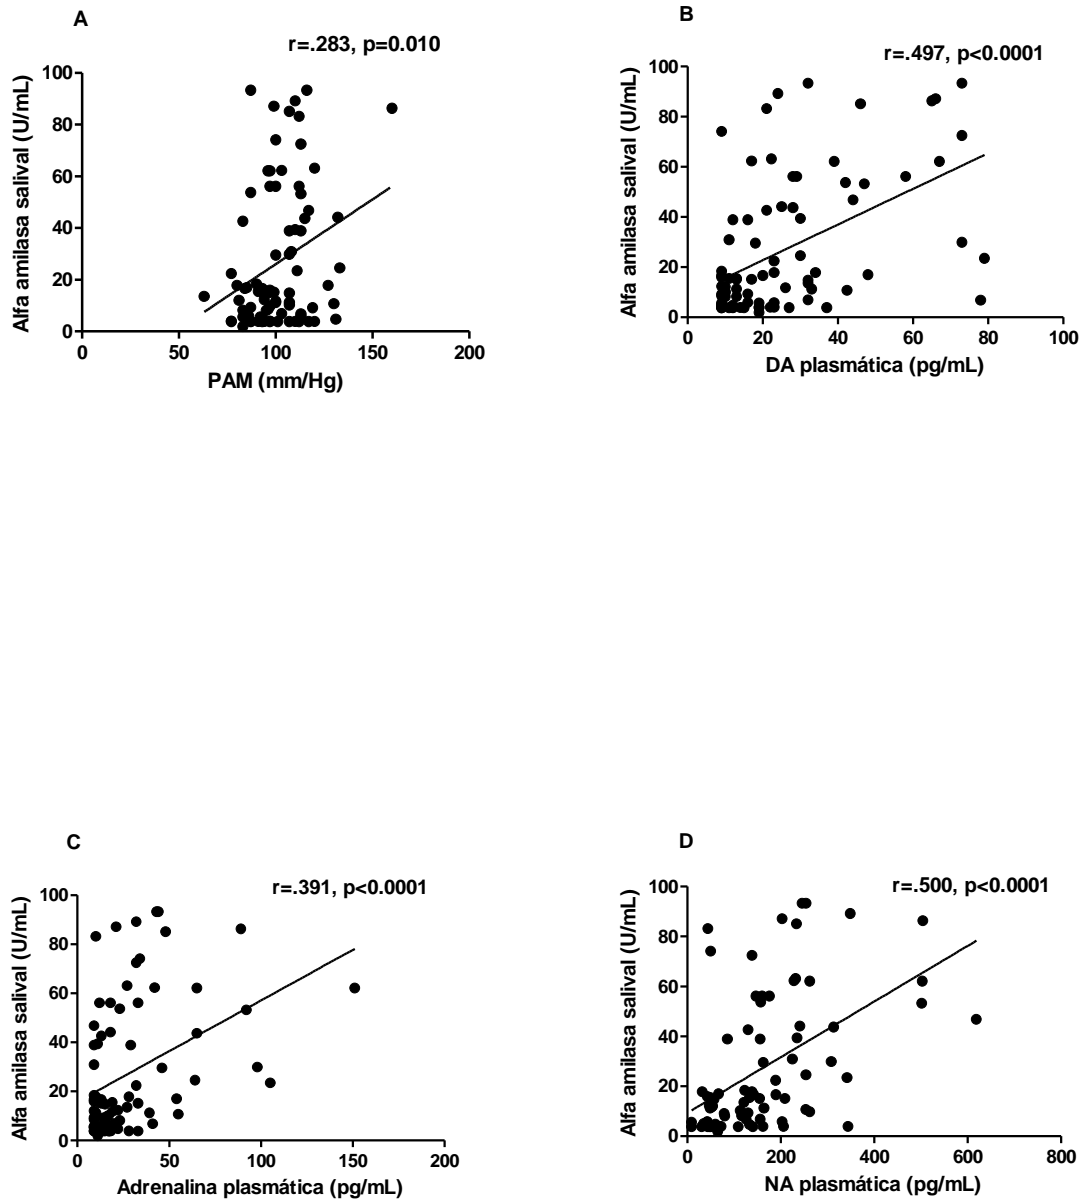 A
r=.283, p=0.010
Alfa amilasa salival (U/mL)
100
80
60
40
20
0
0 50 100 150 200
PAM (mm/Hg)
B
r=.497, p<0.0001
Alfa amilasa salival (U/mL)
100
80
60
40
20
0
0 20 40 60 80 100
DA plasmática (pg/mL)
C
r=.391, p<0.0001
Alfa amilasa salival (U/mL)
100
80
60
40
20
0
0 50 100 150 200
Adrenalina plasmática (pg/mL)
D
r=.500, p<0.0001
Alfa amilasa salival (U/mL)
100
80
60
40
20
0
0 200 400 600 800
NA plasmática (pg/mL)